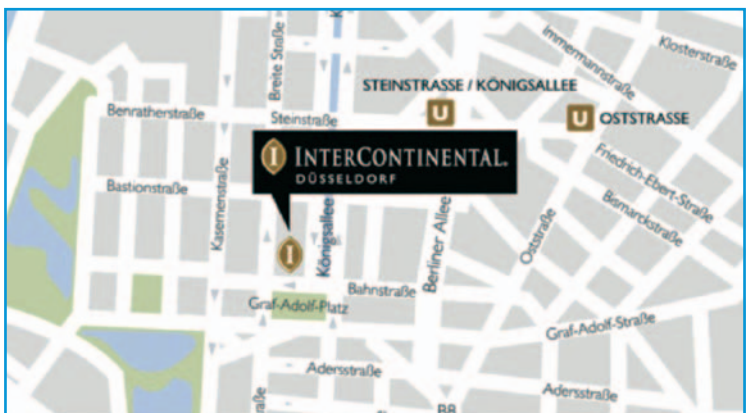 Breite Straße
K
Immermannstraße
Klosterstraße
STEINSTRASSE / KÖNIGSALLEE
U
U
OSTSTRASSE
Benratherstraße
Steinstraße
I INTERCONTINENTAL.
DÜSSELDORF
Bastionstraße
Kasernenstraße
Königsallee
Berliner Allee
Oststraße
Friedrich-Ebert-Straße
Bismarckstraße
I
Bahnstraße
Graf-Adolf-Platz
Graf-Adolf-Straße
Adersstraße
Adersstraße
raße